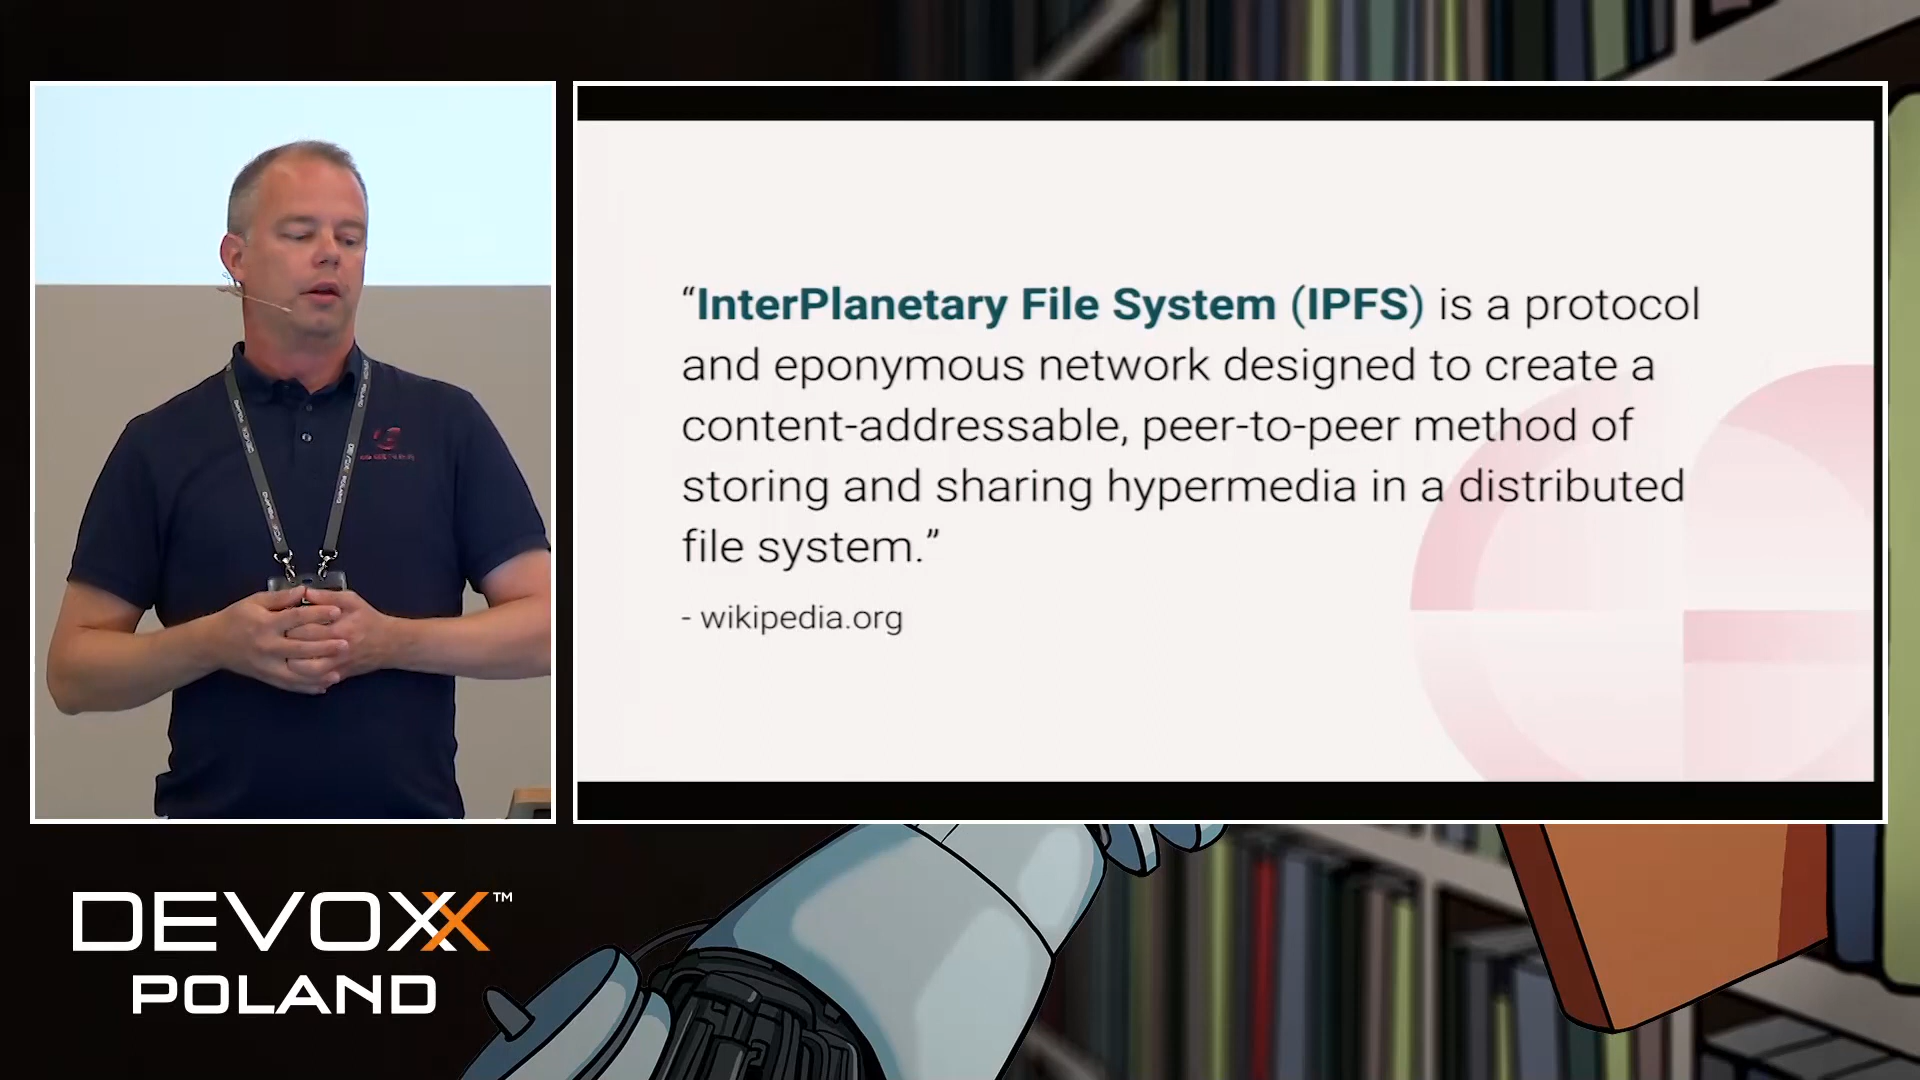 “InterPlanetary File System (IPFS) is a protocol
and eponymous network designed to create a
content-addressable, peer-to-peer method of
storing and sharing hypermedia in a distributed
file system.”
- wikipedia.org
DEVOXX™
POLAND